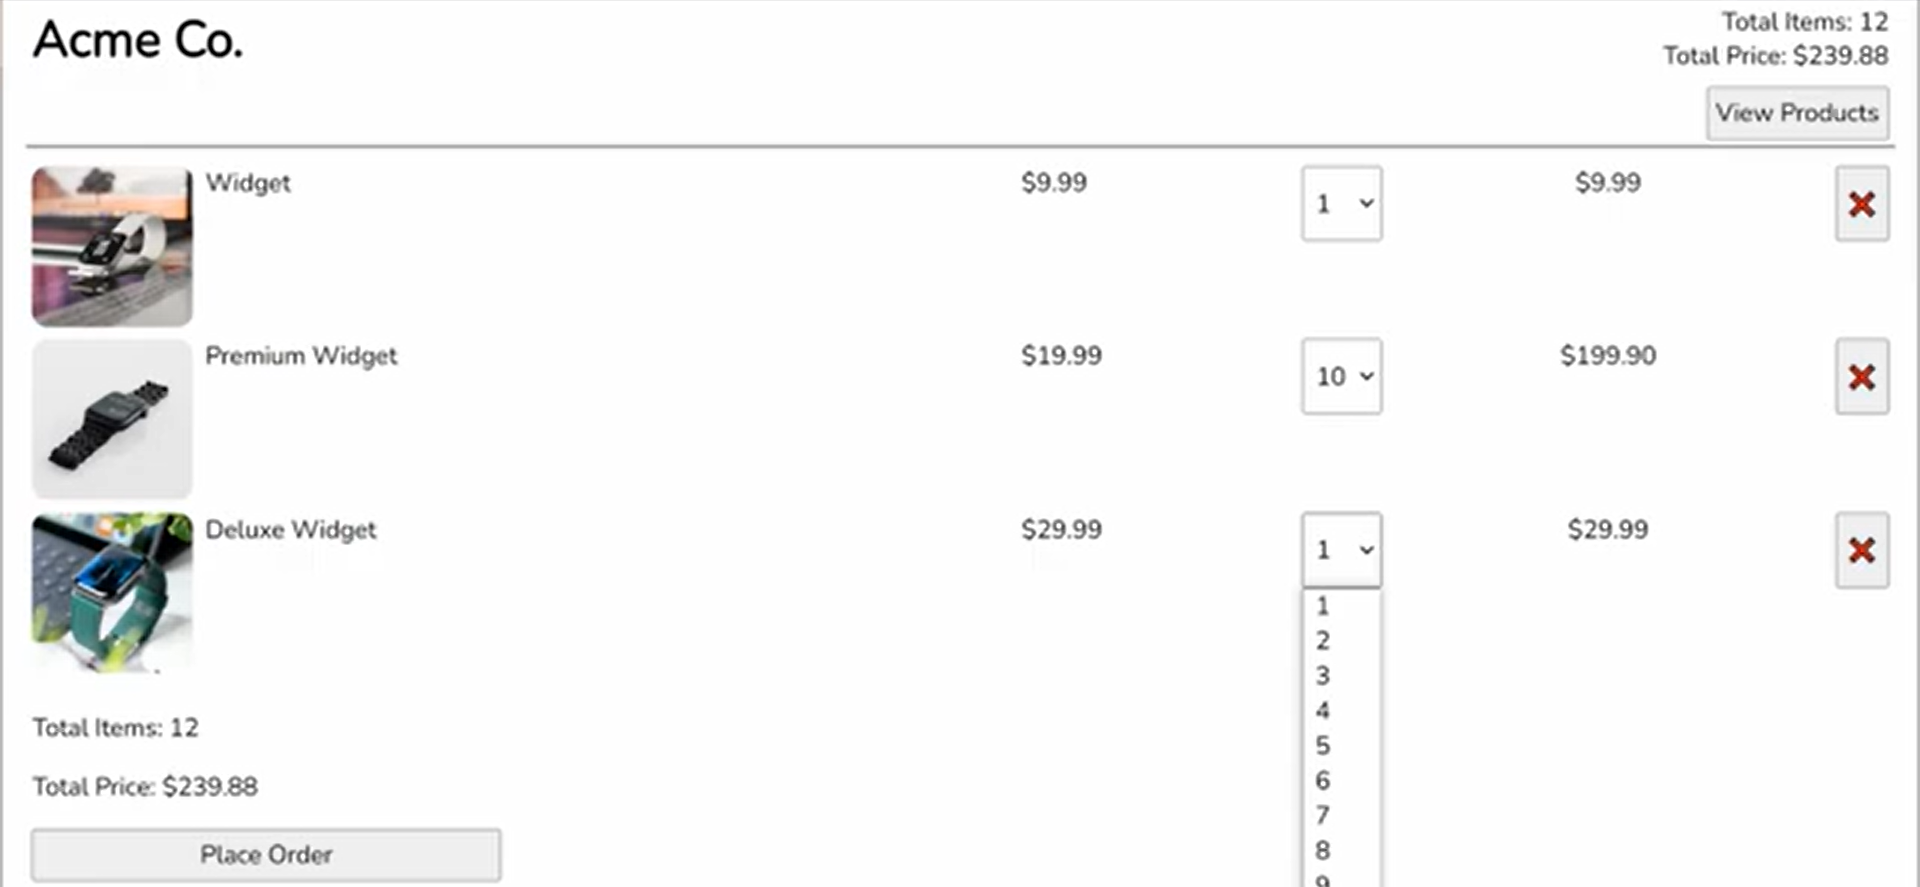 Acme Co.
Total Items: 12
Total Price: $239.88
View Products
Widget $9.99 1 $9.99
Premium Widget $19.99 10 $199.90
Deluxe Widget $29.99 1 $29.99
1
2
3
4
5
6
7
8
9
Total Items: 12
Total Price: $239.88
Place Order